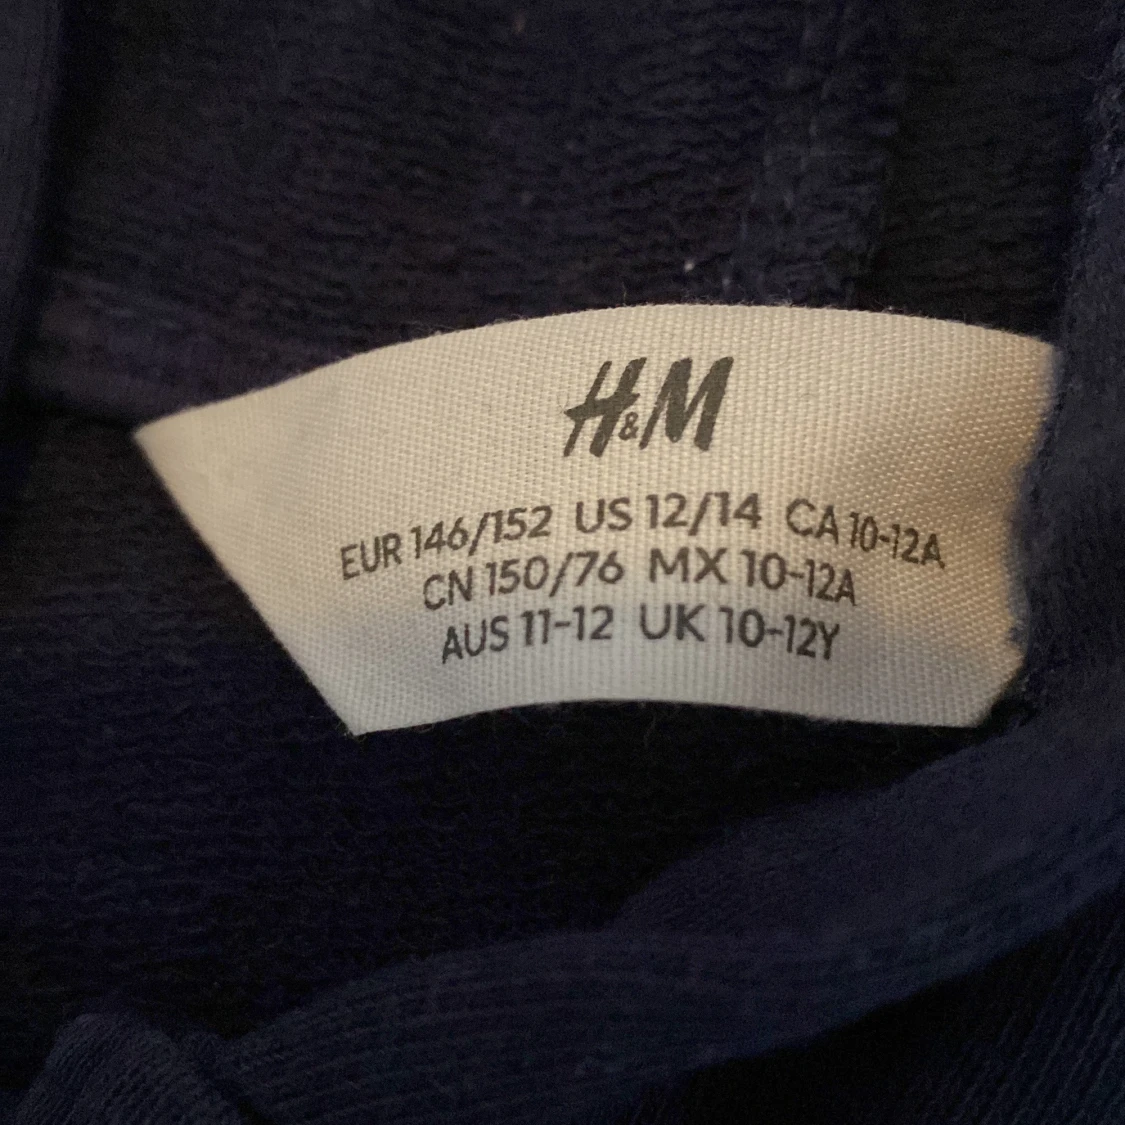 H&M
EUR 146/152 US 12/14 CA 10-12A
CN 150/76 MX 10-12A
AUS 11-12 UK 10-12Y